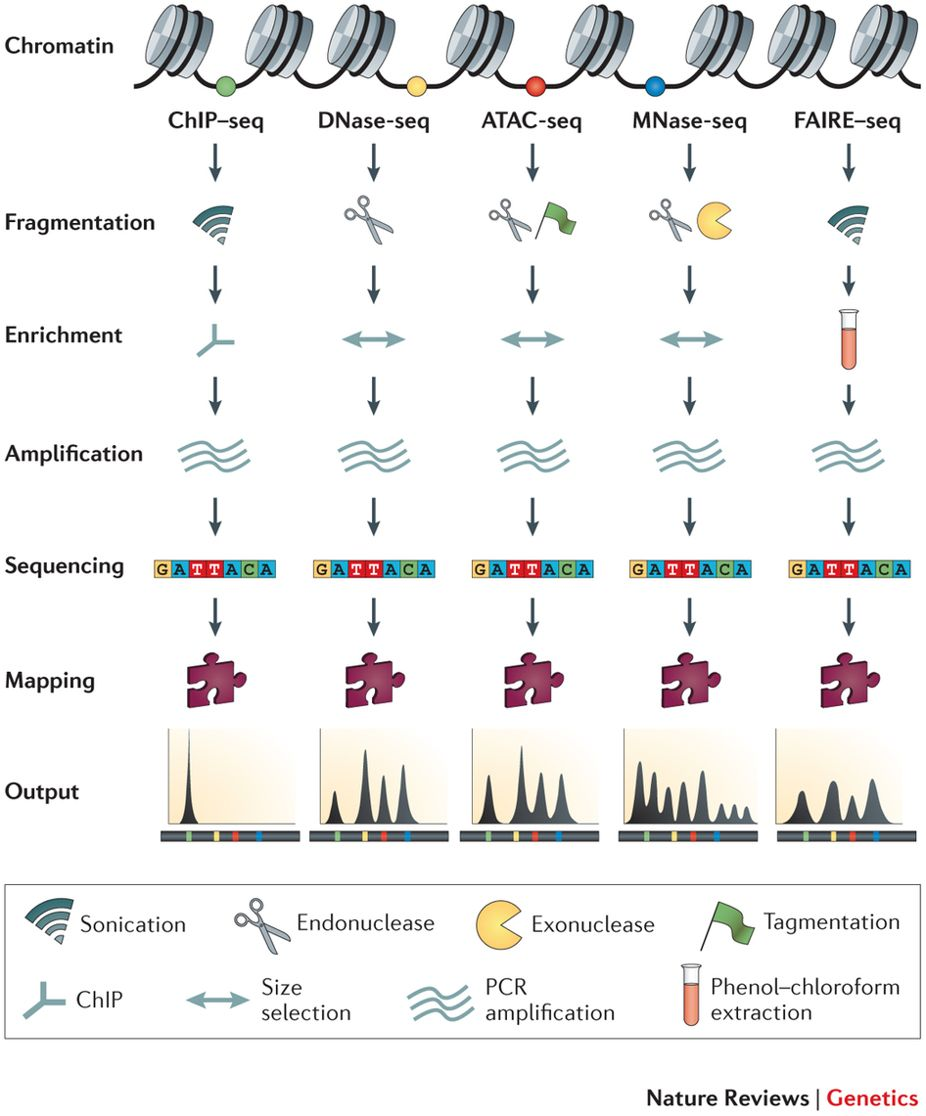 Chromatin
ChIP–seq DNase-seq ATAC-seq MNase-seq FAIRE–seq
Fragmentation
Enrichment
Amplification
Sequencing GATTACA GATTACA GATTACA GATTACA GATTACA
Mapping
Output
Sonication Endonuclease Exonuclease Tagmentation
ChIP
Size
selection
PCR
amplification
Phenol–chloroform
extraction
Nature Reviews | Genetics